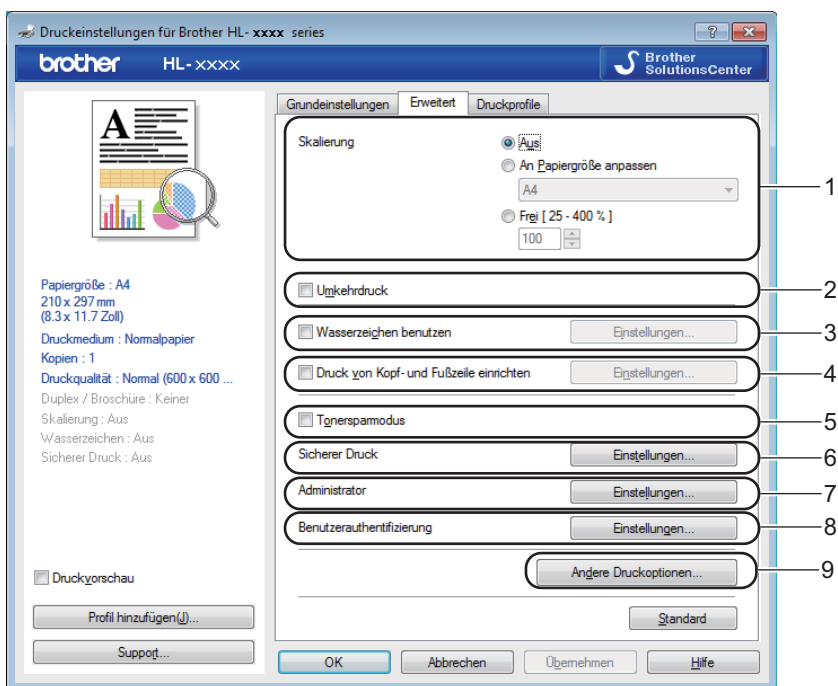 Druckeinstellungen für Brother HL- xxxx series
brother HL-xxxx
Brother
SolutionsCenter
A
Papiergröße : A4
210 x 297 mm
(8.3 x 11.7 Zoll)
Druckmedium : Normalpapier
Kopien : 1
Druckqualität : Normal (600 x 600 ...
Duplex / Broschüre : Keiner
Skalierung : Aus
Wasserzeichen : Aus
Sicherer Druck : Aus
Druckvorschau
Profil hinzufügen(J)...
Support...
Grundeinstellungen Erweitert Druckprofile
Skalierung
Aus
An Papiergröße anpassen
A4
Frei [ 25 - 400 % ]
100
1
Umkehrdruck
2
Wasserzeichen benutzen Einstellungen...
3
Druck von Kopf- und Fußzeile einrichten Einstellungen...
4
Tonersparmodus
5
Sicherer Druck Einstellungen...
6
Administrator Einstellungen...
7
Benutzerauthentifizierung Einstellungen...
8
Andere Druckoptionen...
9
Standard
OK Abbrechen Übernehmen Hilfe